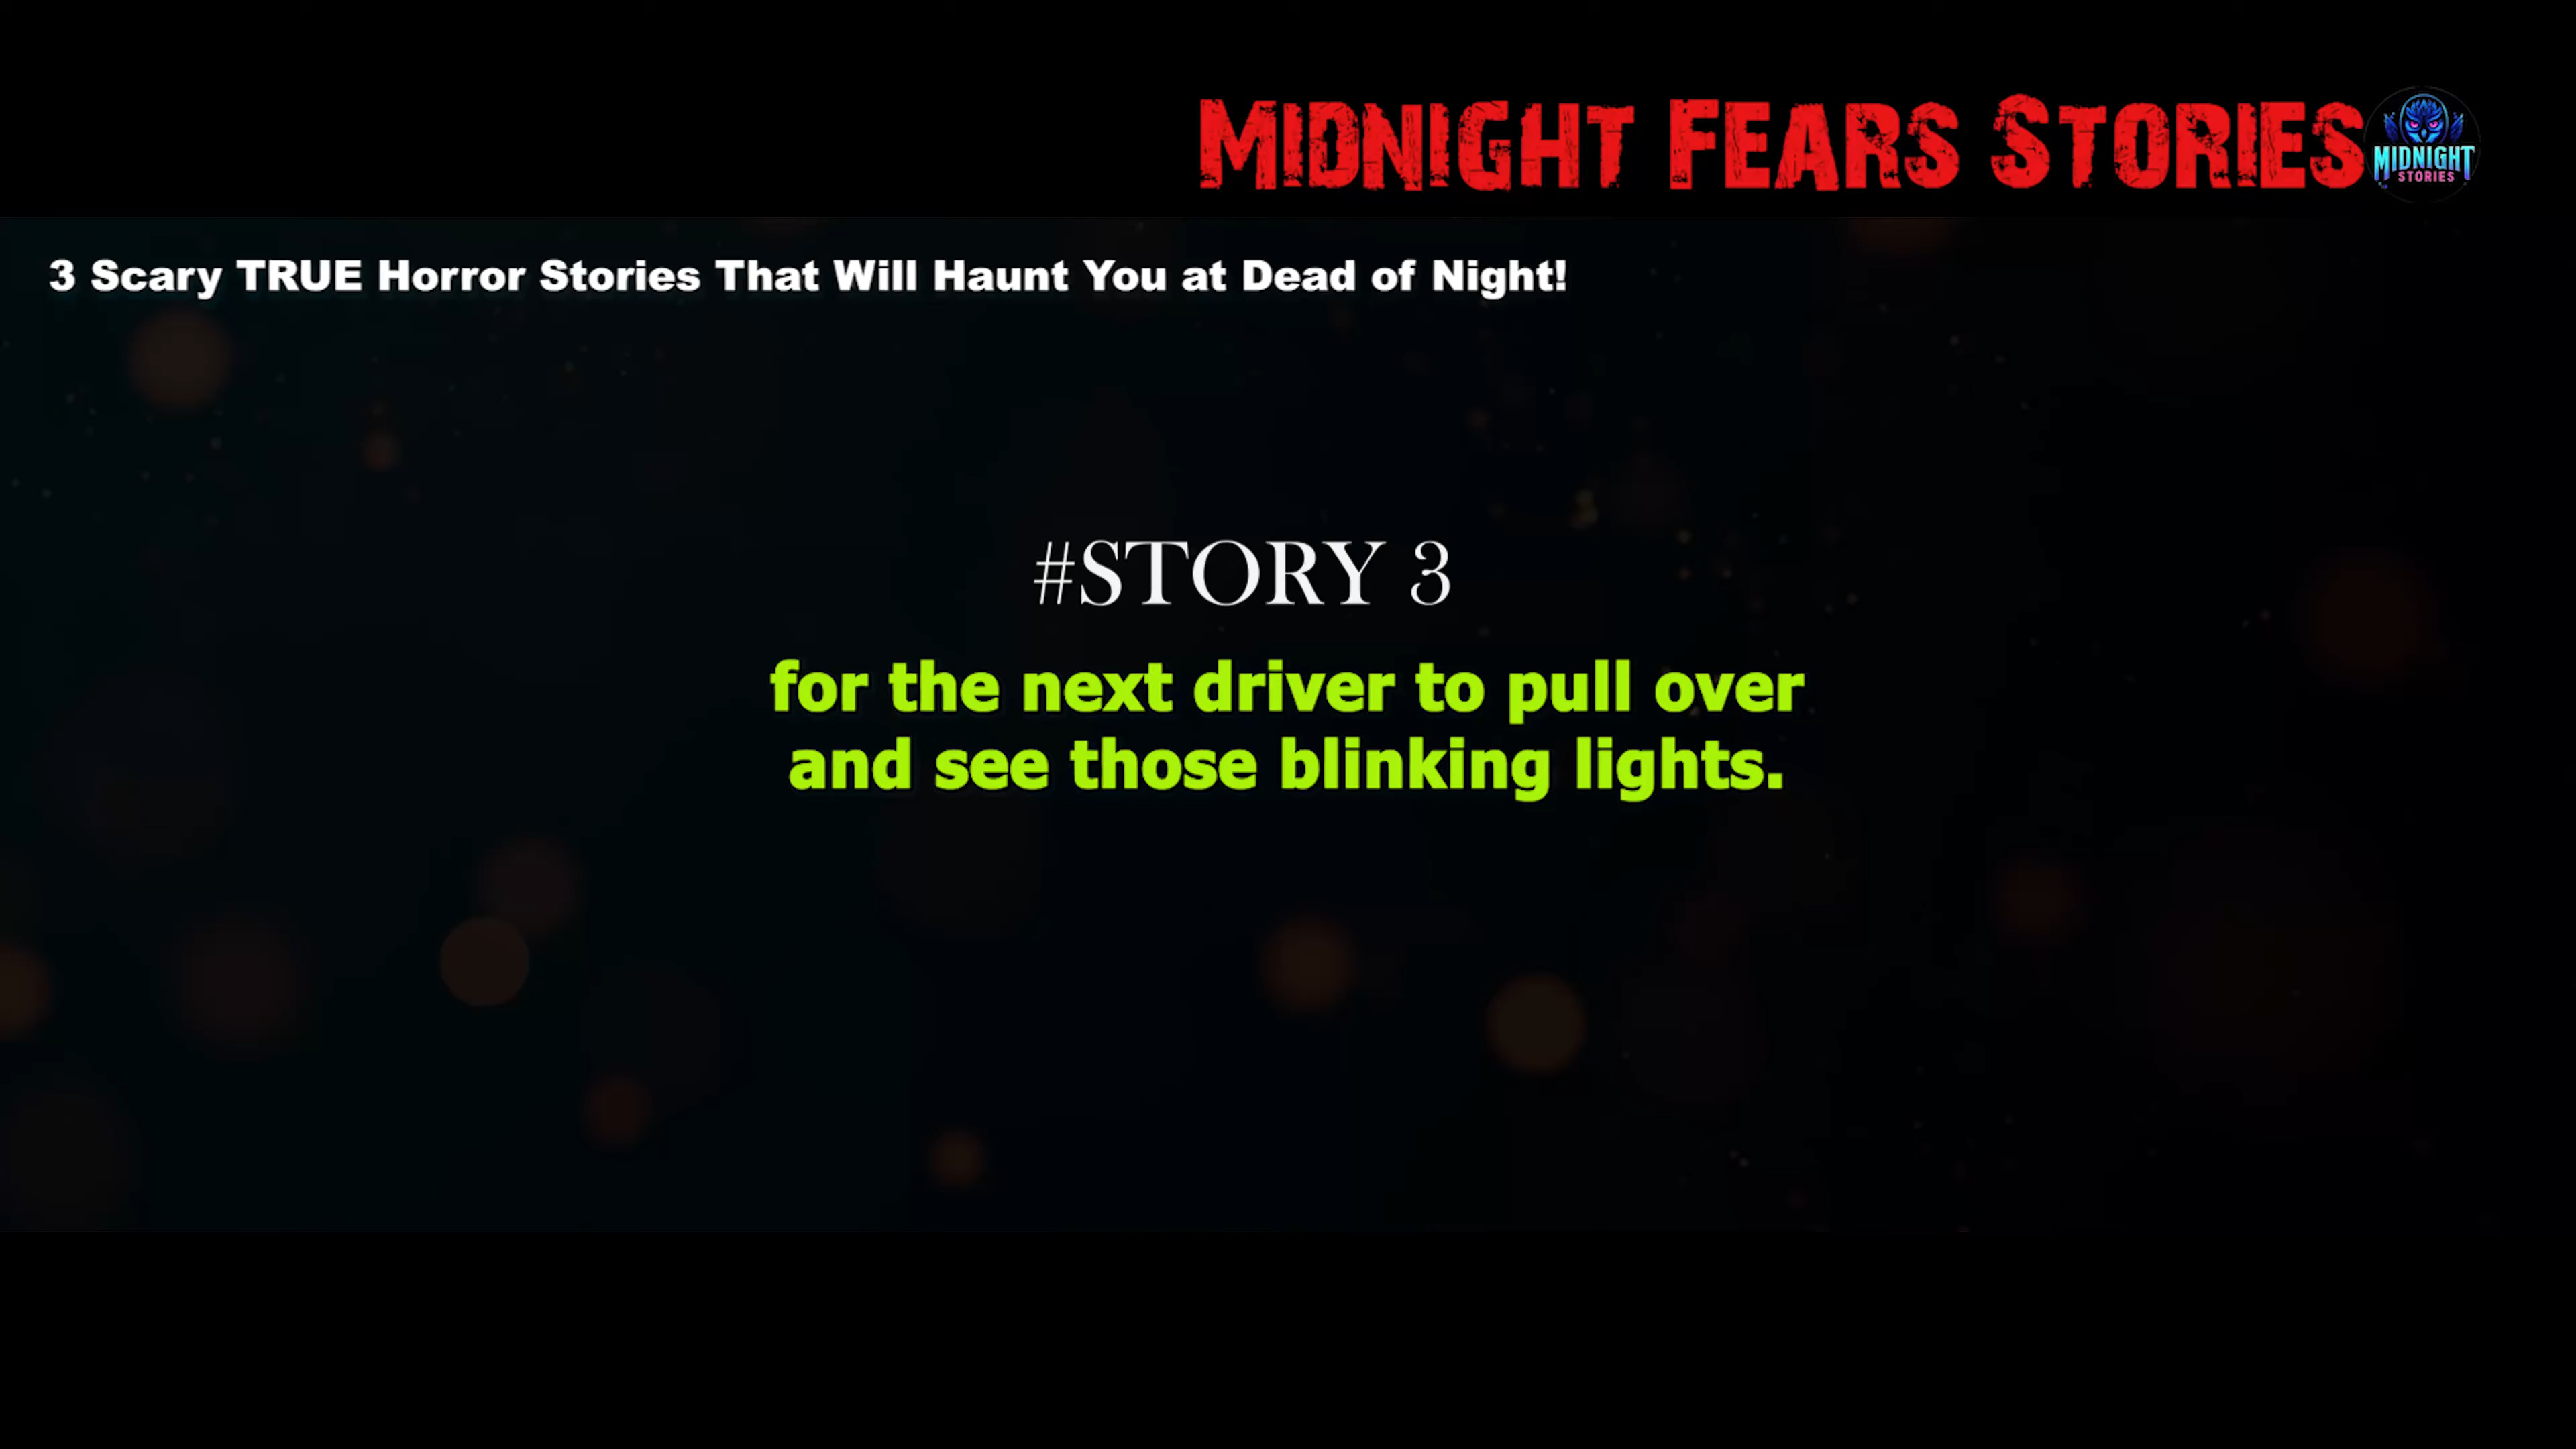 MIDNIGHT FEARS STORIES
MIDNIGHT
STORIES
3 Scary TRUE Horror Stories That Will Haunt You at Dead of Night!
#STORY 3
for the next driver to pull over
and see those blinking lights.